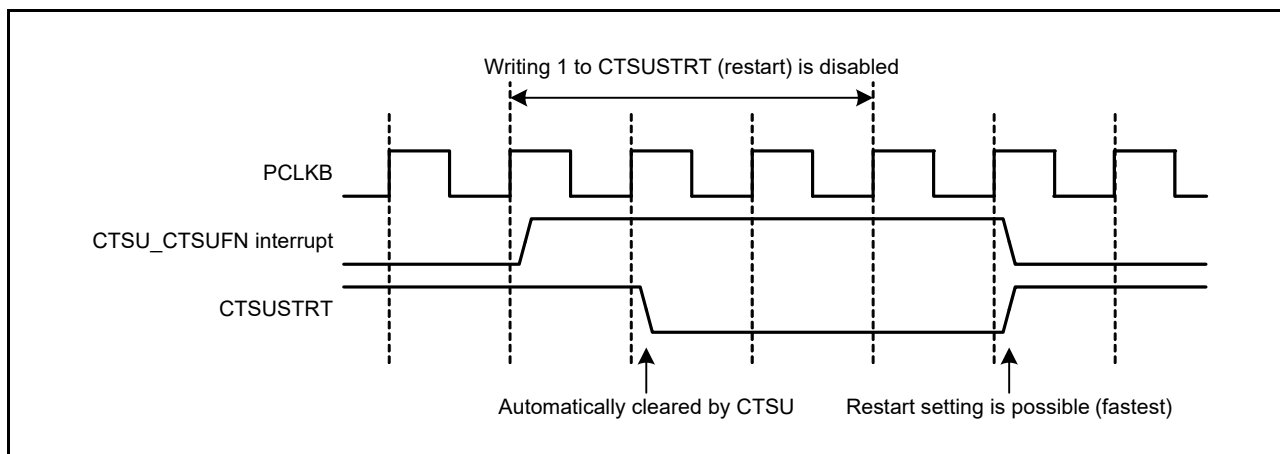 Writing 1 to CTSUSTRT (restart) is disabled
PCLKB
CTSU_CTSUFN interrupt
CTSUSTRT
Automatically cleared by CTSU
Restart setting is possible (fastest)